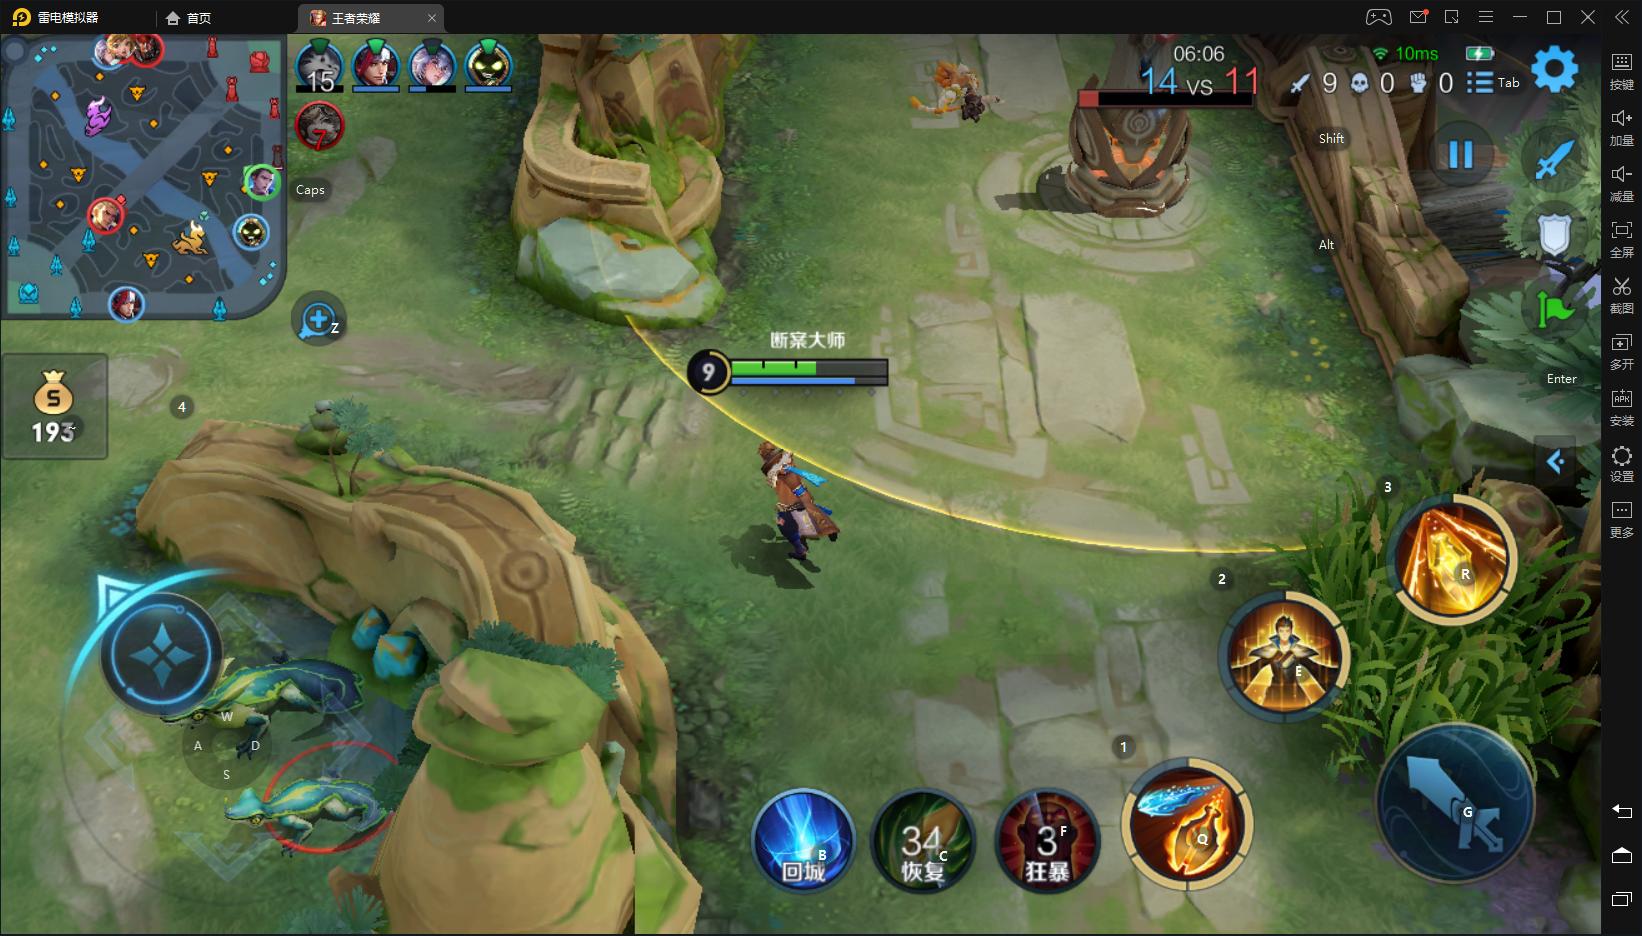 雷电模拟器
首页
王者荣耀
15
7
Caps
06:06
10ms
14 VS 11
9
0
0
Tab
Shift
Alt
Enter
按键
加量
减量
全屏
截图
多开
安装
设置
更多
APK
Z
S
193
~
4
断案大师
9
3
R
2
E
1
Q
G
W
A
D
S
B
回城
34
C
恢复
3
F
狂暴